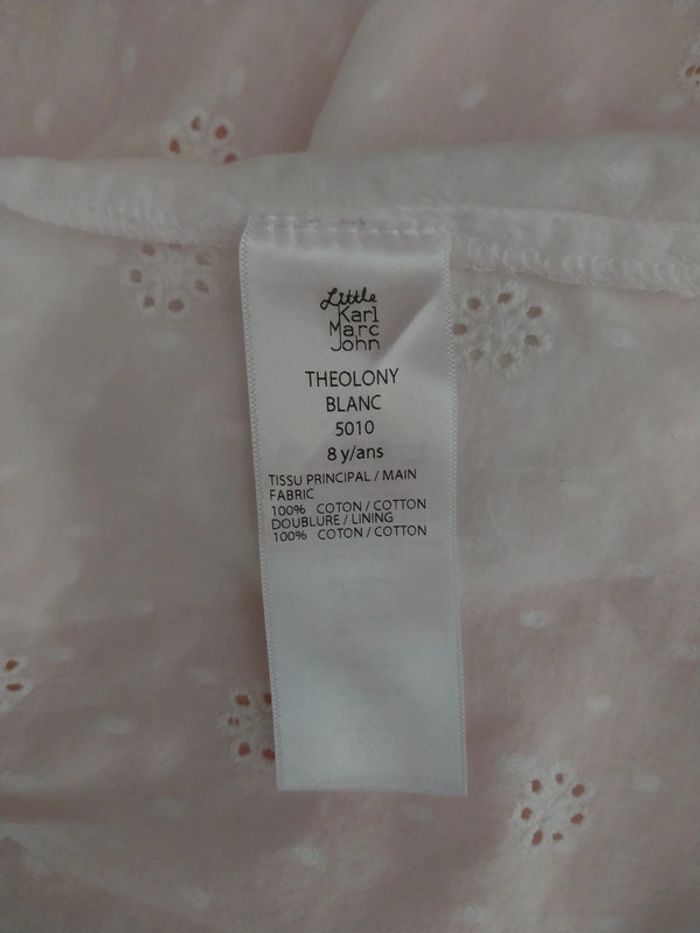 Little
Karl
Marc
John
THEOLONY
BLANC
5010
8 y/ans
TISSU PRINCIPAL / MAIN
FABRIC
100% COTON / COTTON
DOUBLURE / LINING
100% COTON / COTTON